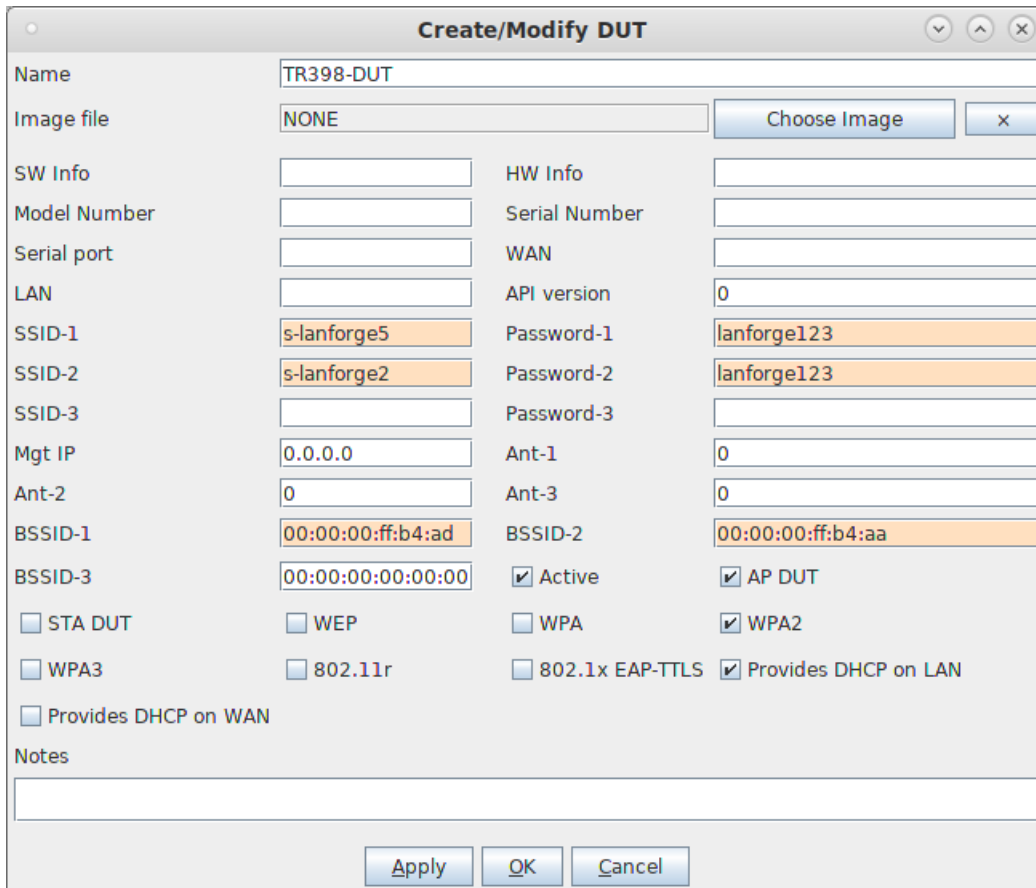 Create/Modify DUT
Name TR398-DUT
Image file NONE Choose Image ×
SW Info HW Info
Model Number Serial Number
Serial port WAN
LAN API version 0
SSID-1 s-lanforge5 Password-1 lanforge123
SSID-2 s-lanforge2 Password-2 lanforge123
SSID-3 Password-3
Mgt IP 0.0.0.0 Ant-1 0
Ant-2 0 Ant-3 0
BSSID-1 00:00:00:ff:b4:ad BSSID-2 00:00:00:ff:b4:aa
BSSID-3 00:00:00:00:00:00 Active AP DUT
STA DUT WEP WPA WPA2
WPA3 802.11r 802.1x EAP-TTLS Provides DHCP on LAN
Provides DHCP on WAN
Notes
Apply OK Cancel